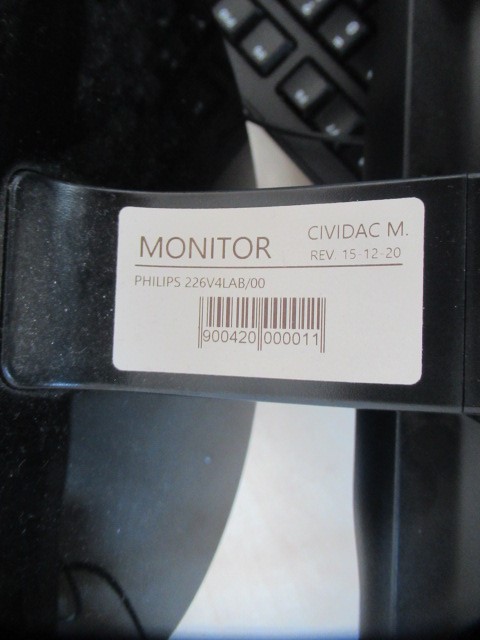 MONITOR
CIVIDAC M.
REV 15-12-20
PHILIPS 226V4LAB/00
900420 000011